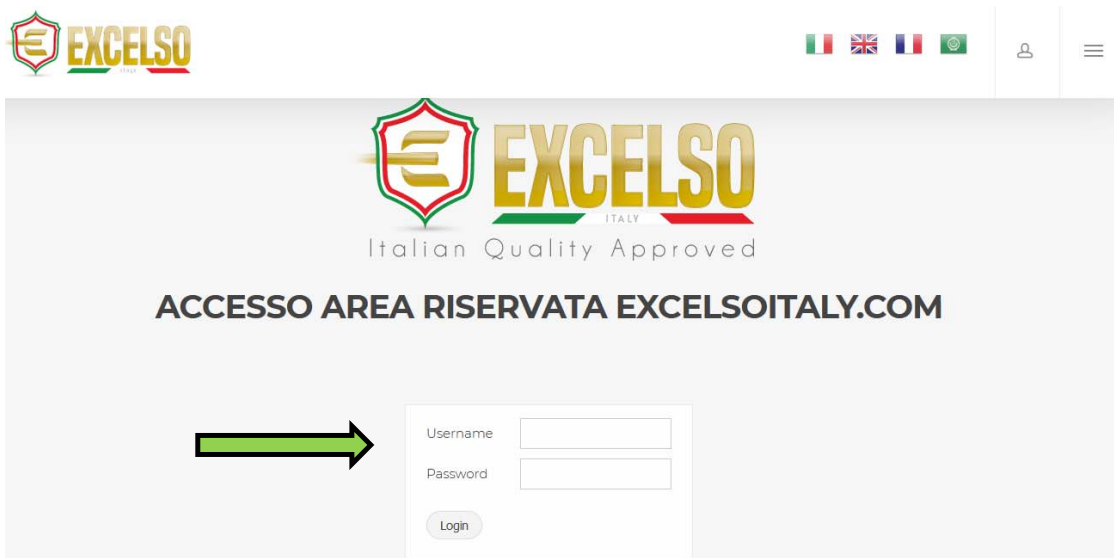 EXCELSO
ITALY
EXCELSO
ITALY
Italian Quality Approved
ACCESSO AREA RISERVATA EXCELSOITALY.COM
Username
Password
Login